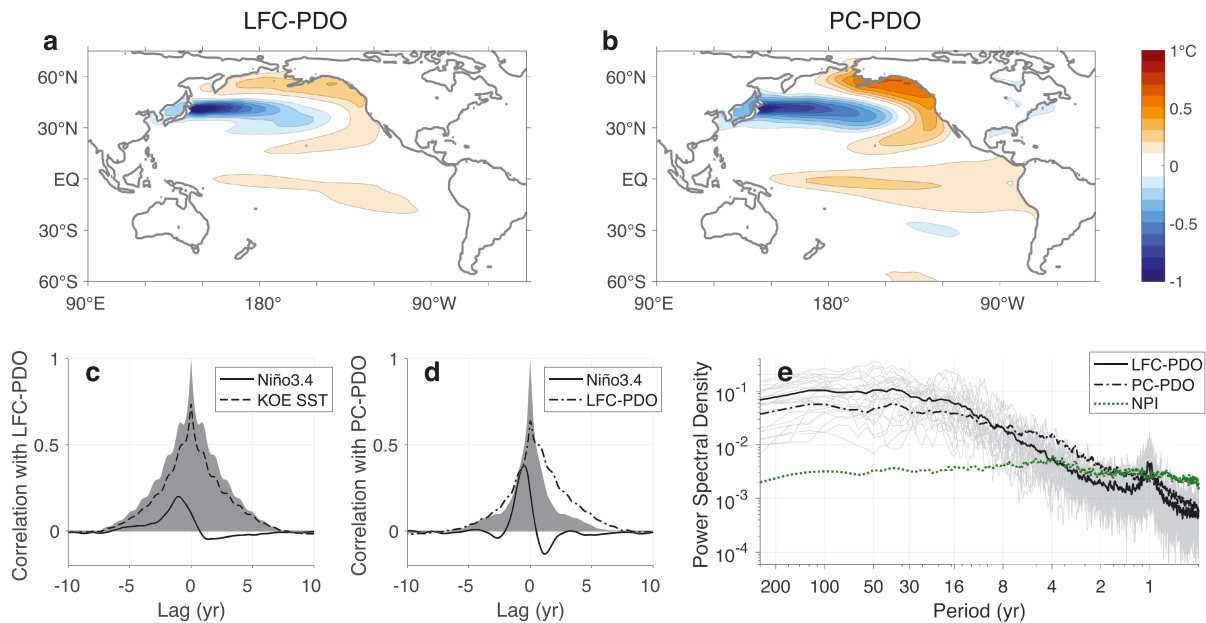 LFC-PDO
PC-PDO
a
b
60°N
30°N
EQ
30°S
60°S
90°E
180°
90°W
60°N
30°N
EQ
30°S
60°S
90°E
180°
90°W
1°C
0.5
0
-0.5
-1
c
Correlation with LFC-PDO
1
0.5
0
-10
-5
0
5
10
Lag (yr)
Niño3.4
KOE SST
d
Correlation with PC-PDO
1
0.5
0
-10
-5
0
5
10
Lag (yr)
Niño3.4
LFC-PDO
e
Power Spectral Density
10-1
10-2
10-3
10-4
200
100
50
30
16
8
4
2
1
Period (yr)
LFC-PDO
PC-PDO
NPI